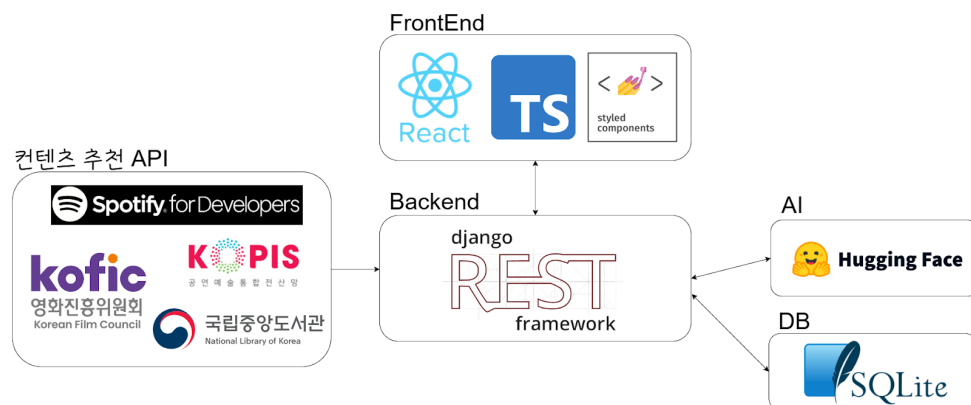 FrontEnd
React
TS
< 💅 >
styled
components
컨텐츠 추천 API
Spotify for Developers
kofic
영화진흥위원회
Korean Film Council
KOPIS
공연예술통합전산망
국립중앙도서관
National Library of Korea
Backend
django
REST
framework
AI
Hugging Face
DB
SQLite